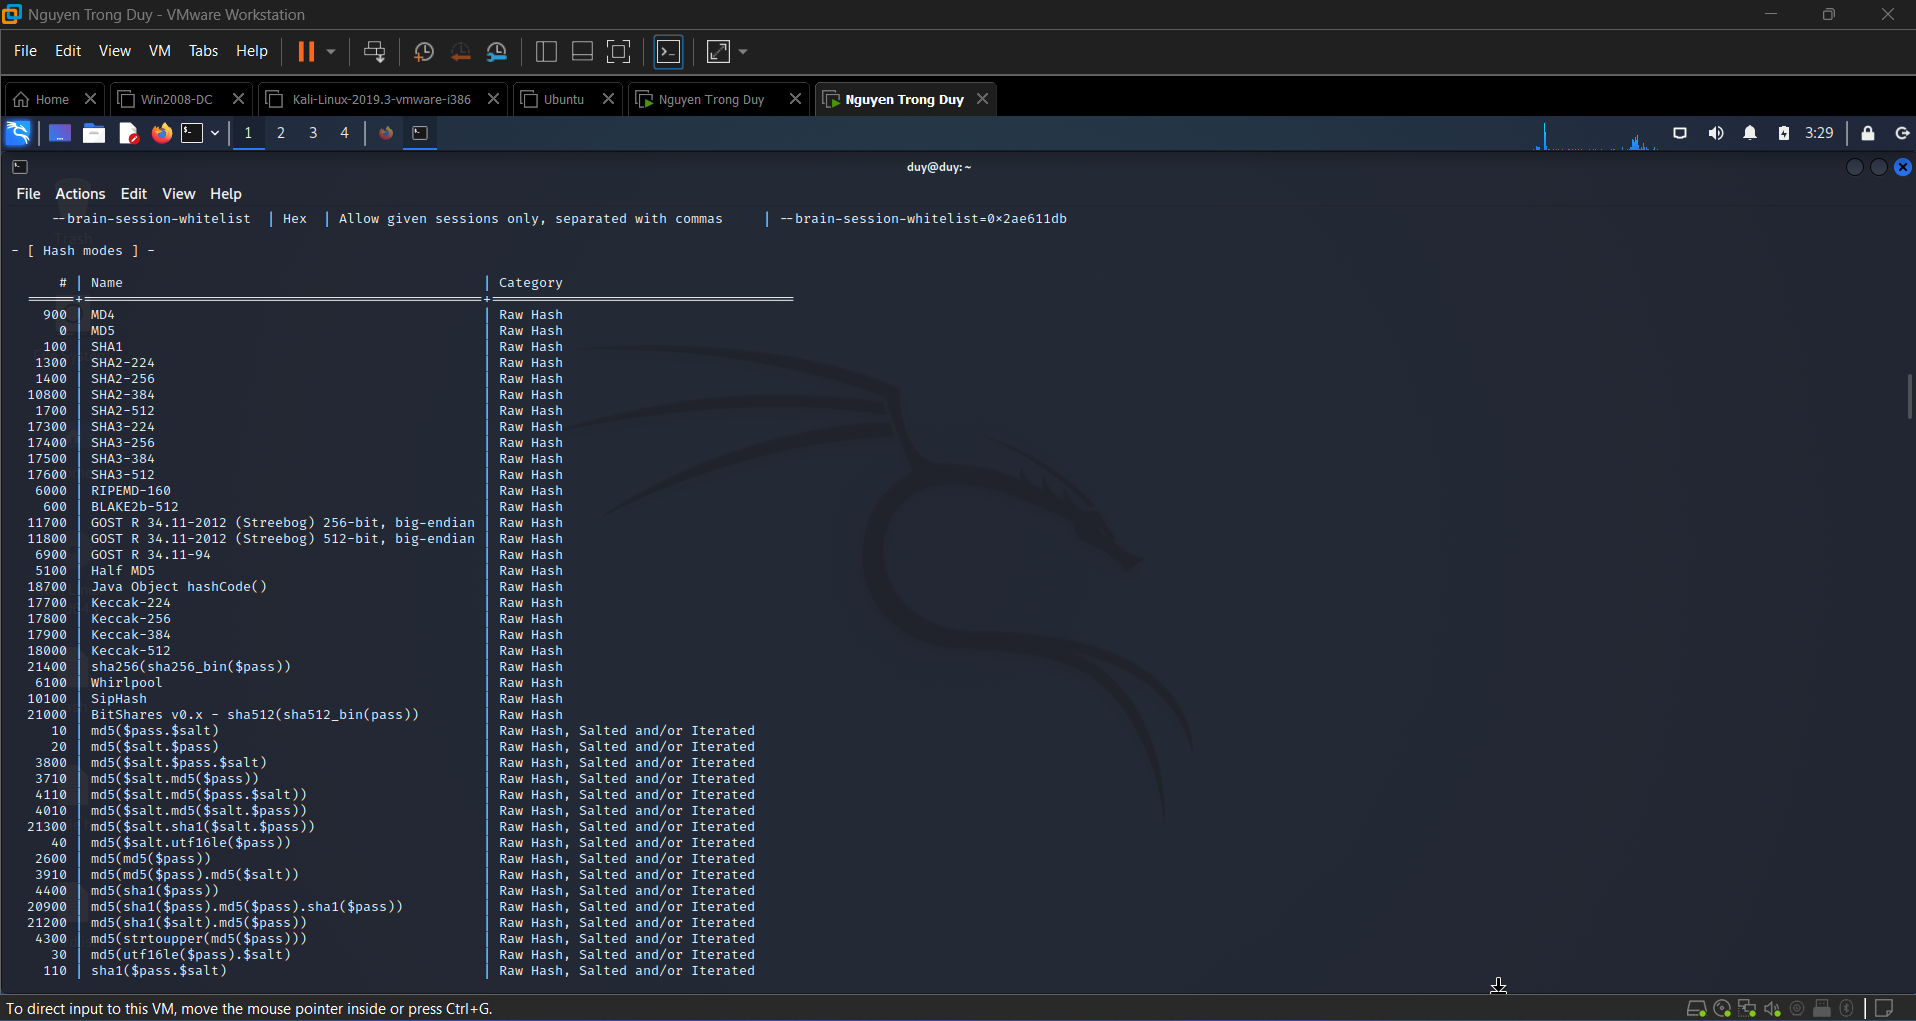 Nguyen Trong Duy - VMware Workstation
File Edit View VM Tabs Help
Home Win2008-DC Kali-Linux-2019.3-vmware-i386 Ubuntu Nguyen Trong Duy Nguyen Trong Duy
1 2 3 4 3:29
duy@duy: ~
File Actions Edit View Help
--brain-session-whitelist | Hex | Allow given sessions only, separated with commas | --brain-session-whitelist=0×2ae611db
- [ Hash modes ] -
# | Name | Category
900 | MD4 | Raw Hash
0 | MD5 | Raw Hash
100 | SHA1 | Raw Hash
1300 | SHA2-224 | Raw Hash
1400 | SHA2-256 | Raw Hash
10800 | SHA2-384 | Raw Hash
1700 | SHA2-512 | Raw Hash
17300 | SHA3-224 | Raw Hash
17400 | SHA3-256 | Raw Hash
17500 | SHA3-384 | Raw Hash
17600 | SHA3-512 | Raw Hash
6000 | RIPEMD-160 | Raw Hash
600 | BLAKE2b-512 | Raw Hash
11700 | GOST R 34.11-2012 (Streebog) 256-bit, big-endian | Raw Hash
11800 | GOST R 34.11-2012 (Streebog) 512-bit, big-endian | Raw Hash
6900 | GOST R 34.11-94 | Raw Hash
5100 | Half MD5 | Raw Hash
18700 | Java Object hashCode() | Raw Hash
17700 | Keccak-224 | Raw Hash
17800 | Keccak-256 | Raw Hash
17900 | Keccak-384 | Raw Hash
18000 | Keccak-512 | Raw Hash
21400 | sha256(sha256_bin($pass)) | Raw Hash
6100 | Whirlpool | Raw Hash
10100 | SipHash | Raw Hash
21000 | BitShares v0.x - sha512(sha512_bin(pass)) | Raw Hash
10 | md5($pass.$salt) | Raw Hash, Salted and/or Iterated
20 | md5($salt.$pass) | Raw Hash, Salted and/or Iterated
3800 | md5($salt.$pass.$salt) | Raw Hash, Salted and/or Iterated
3710 | md5($salt.md5($pass)) | Raw Hash, Salted and/or Iterated
4110 | md5($salt.md5($pass.$salt)) | Raw Hash, Salted and/or Iterated
4010 | md5($salt.md5($salt.$pass)) | Raw Hash, Salted and/or Iterated
21300 | md5($salt.sha1($salt.$pass)) | Raw Hash, Salted and/or Iterated
40 | md5($salt.utf16le($pass)) | Raw Hash, Salted and/or Iterated
2600 | md5(md5($pass)) | Raw Hash, Salted and/or Iterated
3910 | md5(md5($pass).md5($salt)) | Raw Hash, Salted and/or Iterated
4400 | md5(sha1($pass)) | Raw Hash, Salted and/or Iterated
20900 | md5(sha1($pass).md5($pass).sha1($pass)) | Raw Hash, Salted and/or Iterated
21200 | md5(sha1($salt).md5($pass)) | Raw Hash, Salted and/or Iterated
4300 | md5(strtoupper(md5($pass))) | Raw Hash, Salted and/or Iterated
30 | md5(utf16le($pass).$salt) | Raw Hash, Salted and/or Iterated
110 | sha1($pass.$salt) | Raw Hash, Salted and/or Iterated
To direct input to this VM, move the mouse pointer inside or press Ctrl+G.